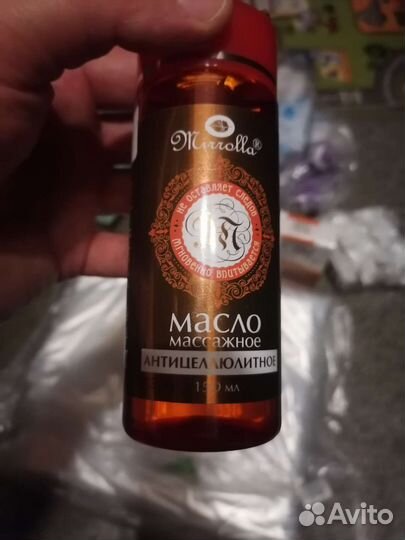 Mirrolla®
НЕ ОСТАВЛЯЕТ СЛЕДОВ
МГНОВЕННО ВПИТЫВАЕТСЯ
МАСЛО
МАССАЖНОЕ
АНТИЦЕЛЛЮЛИТНОЕ
150 МЛ
Avito